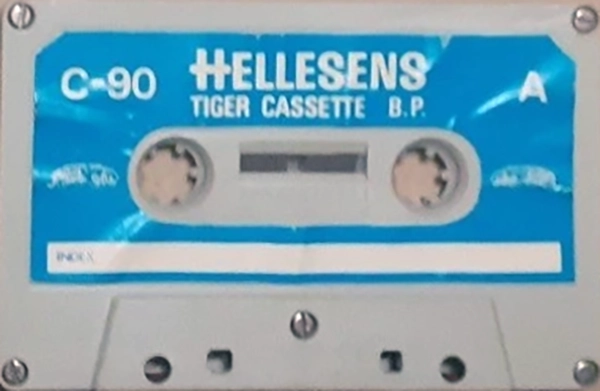 C-90 HELLESENS A
TIGER CASSETTE B.P.
INDEX